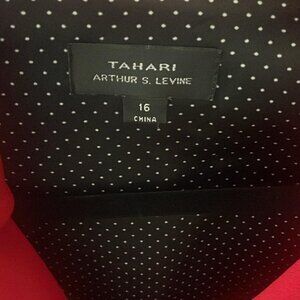 TAHARI
ARTHUR S. LEVINE
16
CHINA